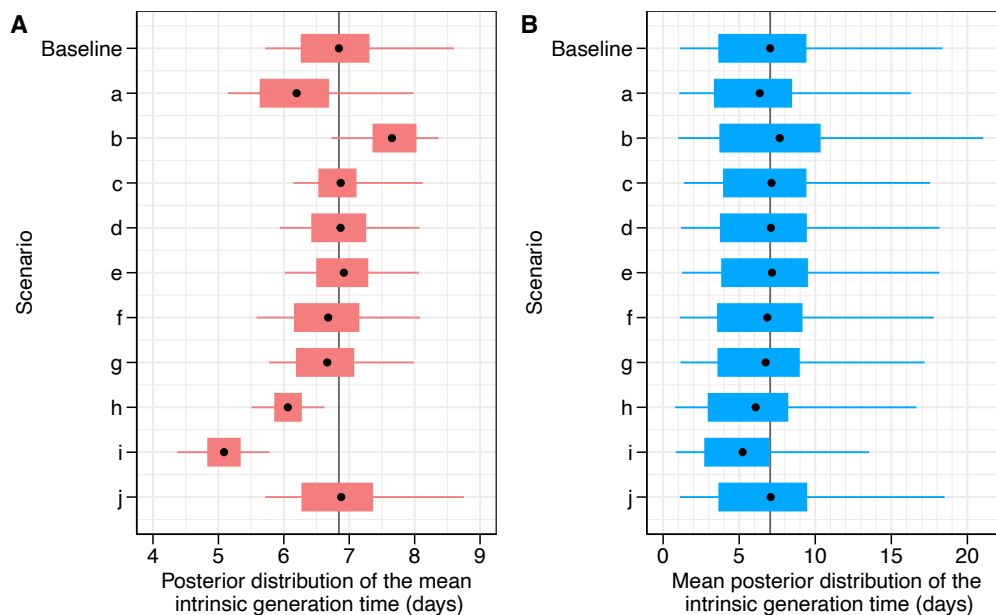 A
Scenario
Baseline
a
b
c
d
e
f
g
h
i
j
4 5 6 7 8 9
Posterior distribution of the mean
intrinsic generation time (days)
B
Scenario
Baseline
a
b
c
d
e
f
g
h
i
j
0 5 10 15 20
Mean posterior distribution of the
intrinsic generation time (days)